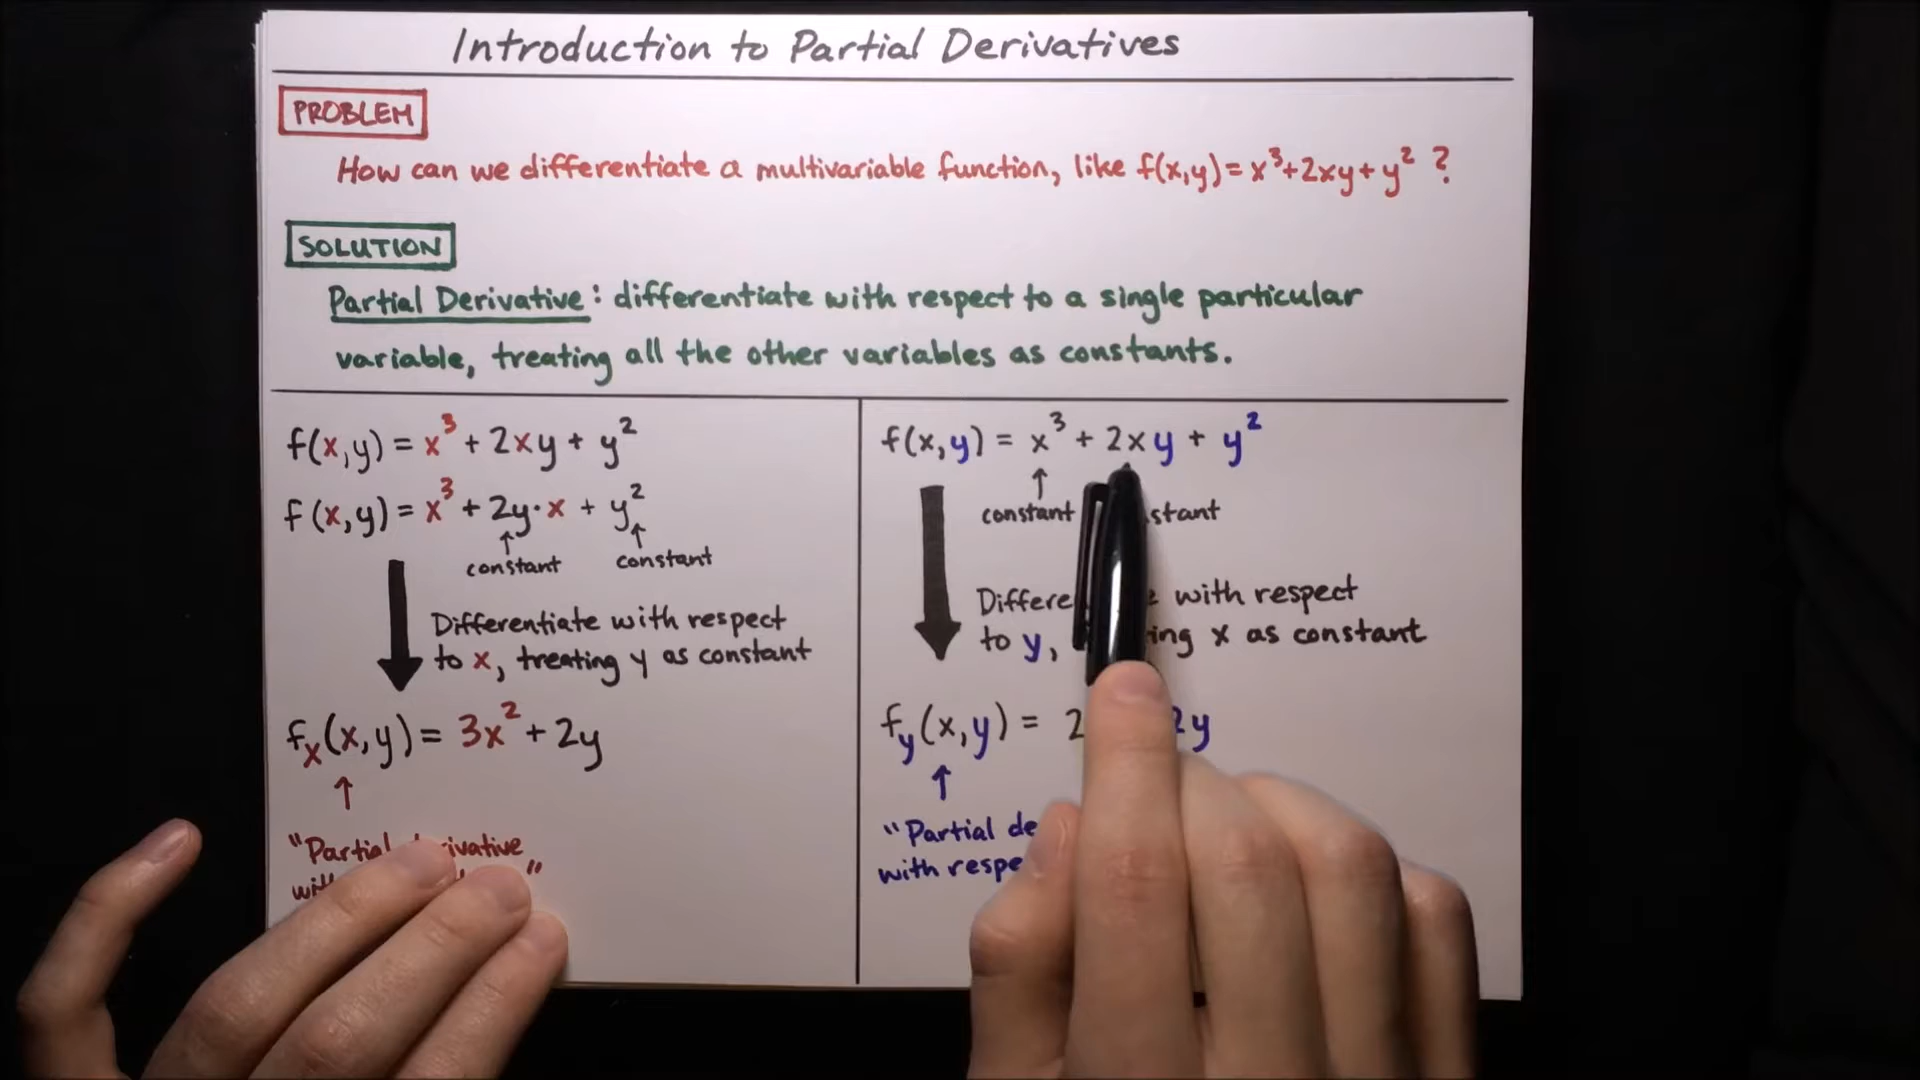 Introduction to Partial Derivatives
PROBLEM
How can we differentiate a multivariable function, like f(x,y) = x³+2xy+y² ?
SOLUTION
Partial Derivative: differentiate with respect to a single particular
variable, treating all the other variables as constants.
f(x,y) = x³ + 2xy + y²
f(x,y) = x³ + 2y·x + y²
↑ ↑
constant constant
Differentiate with respect
to x, treating y as constant
fₓ(x,y) = 3x² + 2y
↑
"Partial
f(x,y) = x³ + 2xy + y²
↑
constant
with respect
to y, x as constant
f_y(x,y) = 2 2y
↑
"Partial
with